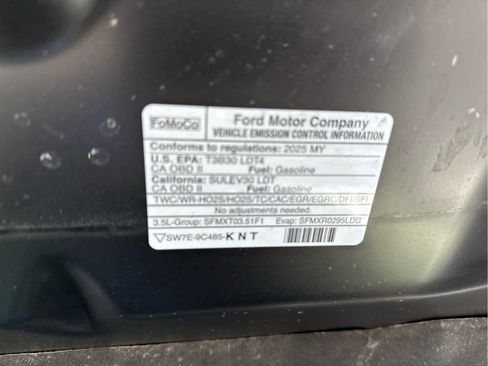 FoMoCo
Ford Motor Company
VEHICLE EMISSION CONTROL INFORMATION
Conforms to regulations: 2025 MY
U.S. EPA: T3B30 LDT4
CA OBD II Fuel: Gasoline
California: SULEV30 LDT
CA OBD II Fuel: Gasoline
TWC/WR-HO2S/HO2S/TC/CAC/EGR/EGRC/DFI/SFI
No adjustments needed.
3.5L-Group: SFMXT03.51F1 Evap: SFMXR0295LDG
SW7E-9C485-KNT